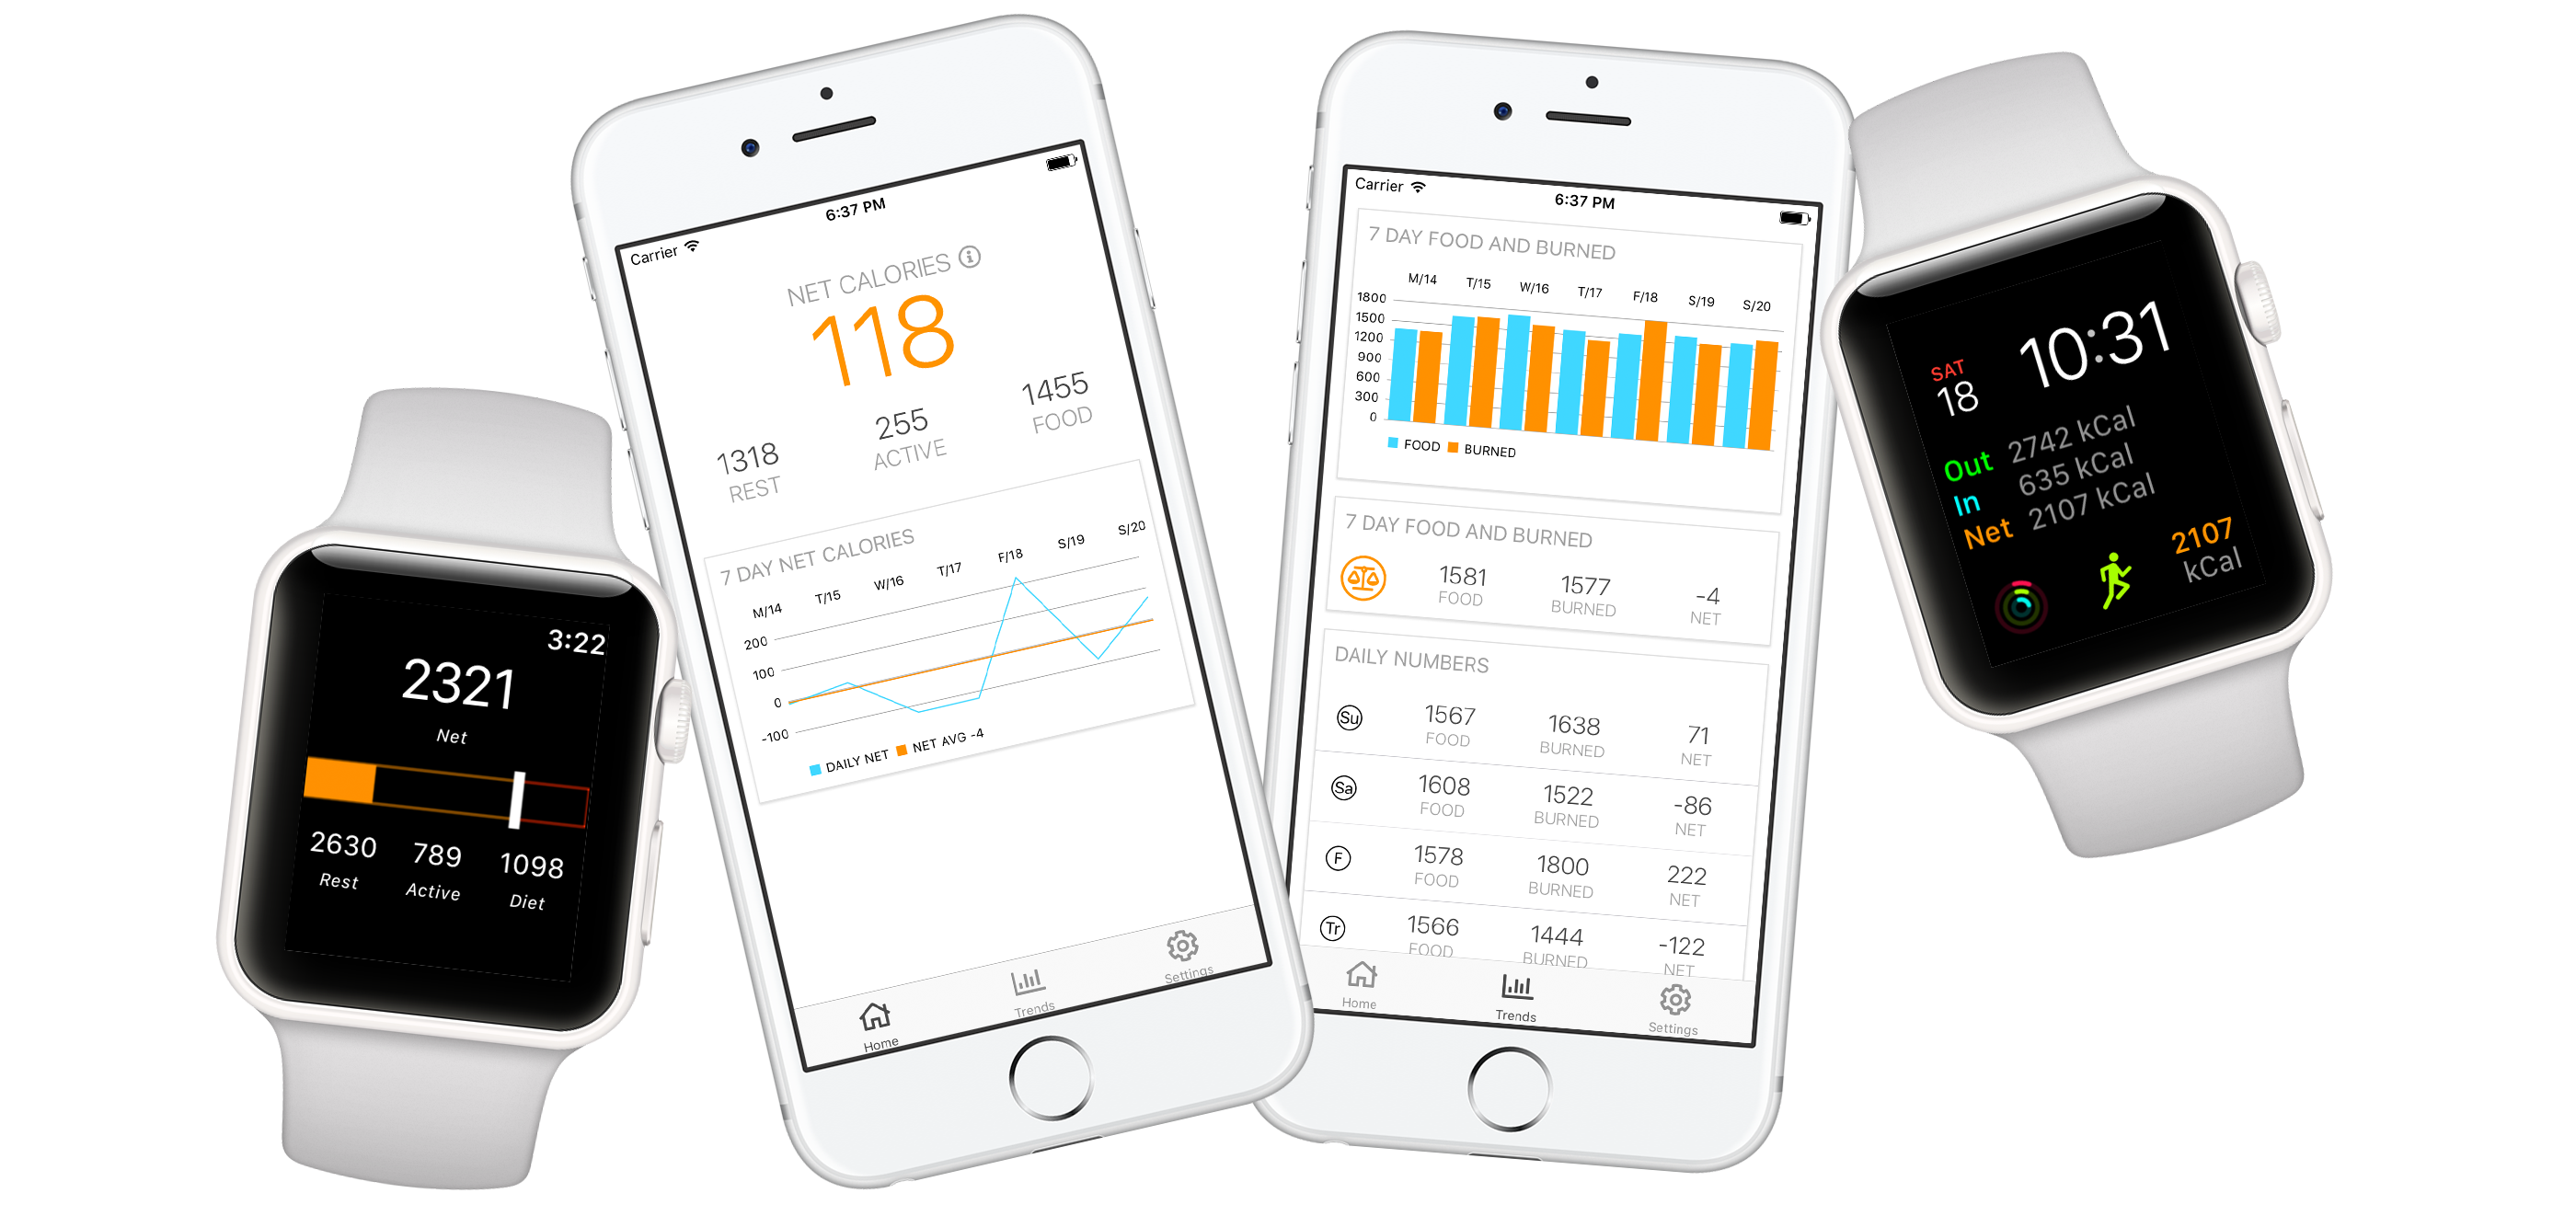 3:22
2321
Net
2630 789 1098
Rest Active Diet
Carrier 6:37 PM
NET CALORIES i
118
1318 255 1455
REST ACTIVE FOOD
7 DAY NET CALORIES
M/14 T/15 W/16 T/17 F/18 S/19 S/20
200
100
0
-100
DAILY NET NET AVG -4
Home Trends Settings
Carrier 6:37 PM
7 DAY FOOD AND BURNED
M/14 T/15 W/16 T/17 F/18 S/19 S/20
1800
1500
1200
900
600
300
0
FOOD BURNED
7 DAY FOOD AND BURNED
1581 1577 -4
FOOD BURNED NET
DAILY NUMBERS
Su 1567 1638 71
FOOD BURNED NET
Sa 1608 1522 -86
FOOD BURNED NET
F 1578 1800 222
FOOD BURNED NET
Tr 1566 1444 -122
FOOD BURNED NET
Home Trends Settings
SAT
18 10:31
Out 2742 kCal
In 635 kCal
Net 2107 kCal
2107
kCal